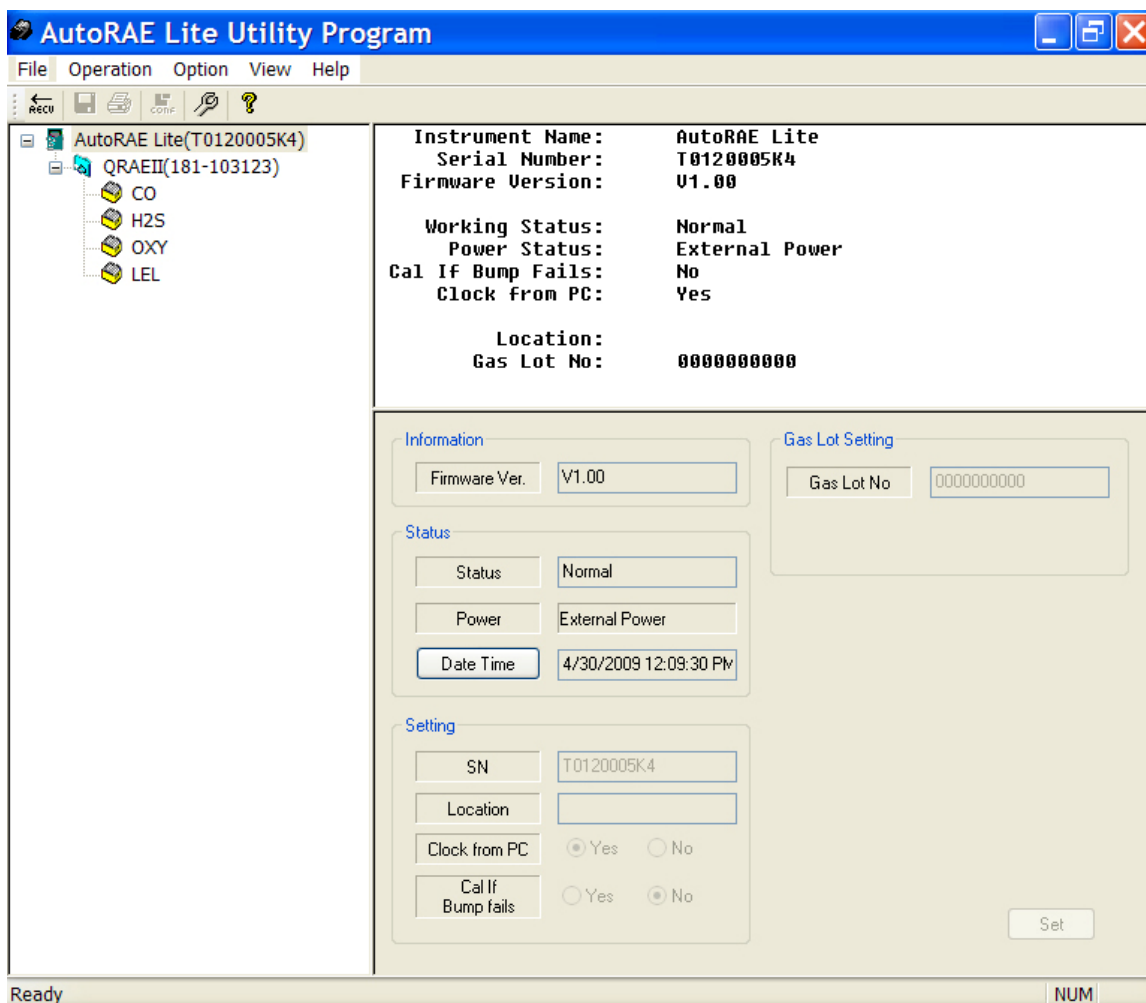 AutoRAE Lite Utility Program
File Operation Option View Help
RECV CONF
AutoRAE Lite(T0120005K4)
QRAEII(181-103123)
CO
H2S
OXY
LEL
Instrument Name: AutoRAE Lite
Serial Number: T0120005K4
Firmware Version: V1.00
Working Status: Normal
Power Status: External Power
Cal If Bump Fails: No
Clock from PC: Yes
Location:
Gas Lot No: 0000000000
Information
Firmware Ver. V1.00
Status
Status Normal
Power External Power
Date Time 4/30/2009 12:09:30 PM
Setting
SN T0120005K4
Location
Clock from PC Yes No
Cal If
Bump fails Yes No
Gas Lot Setting
Gas Lot No 0000000000
Set
Ready NUM